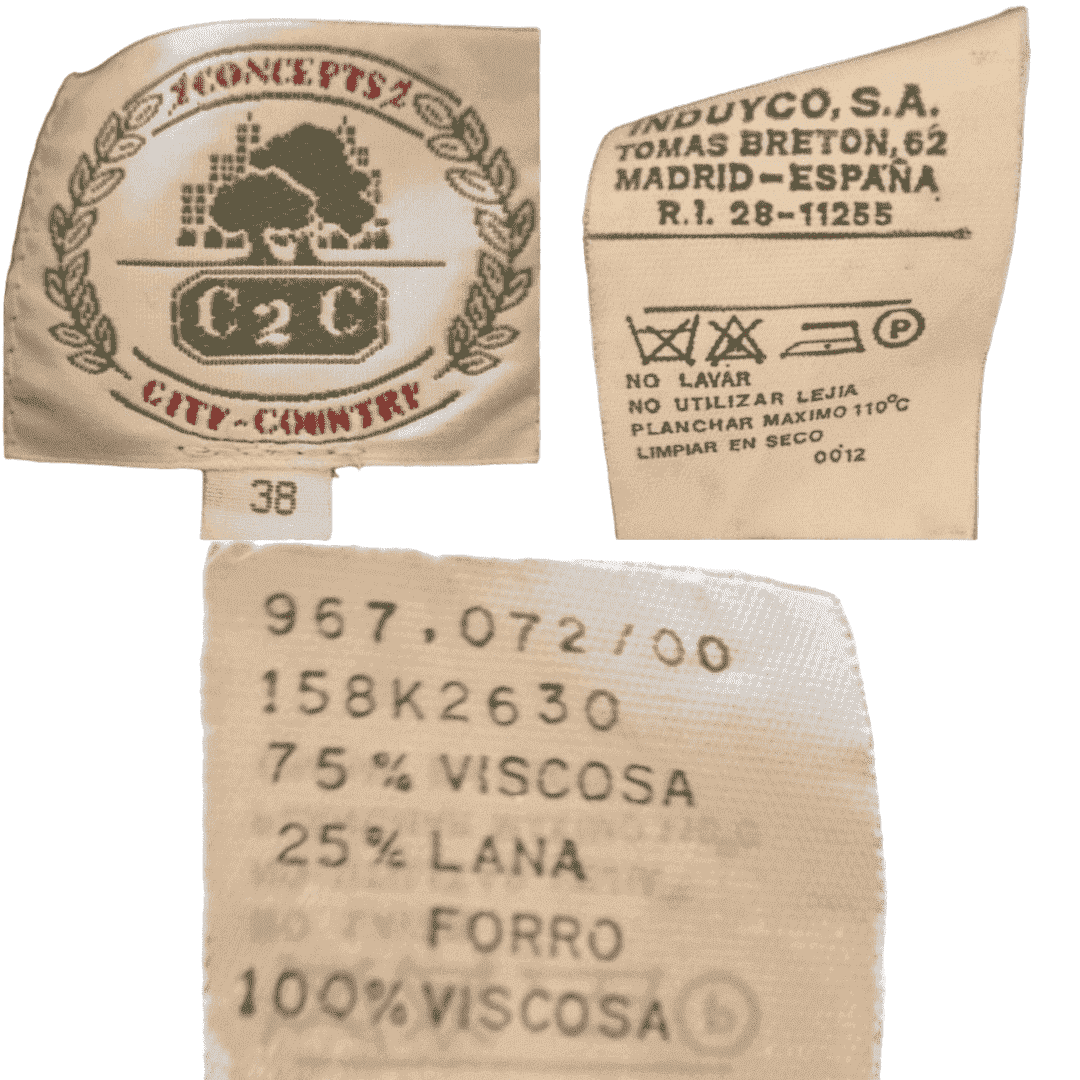 2CONCEPTS2
C2C
CITY-COUNTRY
38
INDUYCO, S.A.
TOMAS BRETON, 62
MADRID-ESPAÑA
R.I. 28-11255
P
NO LAVAR
NO UTILIZAR LEJIA
PLANCHAR MAXIMO 110°C
LIMPIAR EN SECO
0012
967,072/00
158K2630
75% VISCOSA
25% LANA
FORRO
100% VISCOSA